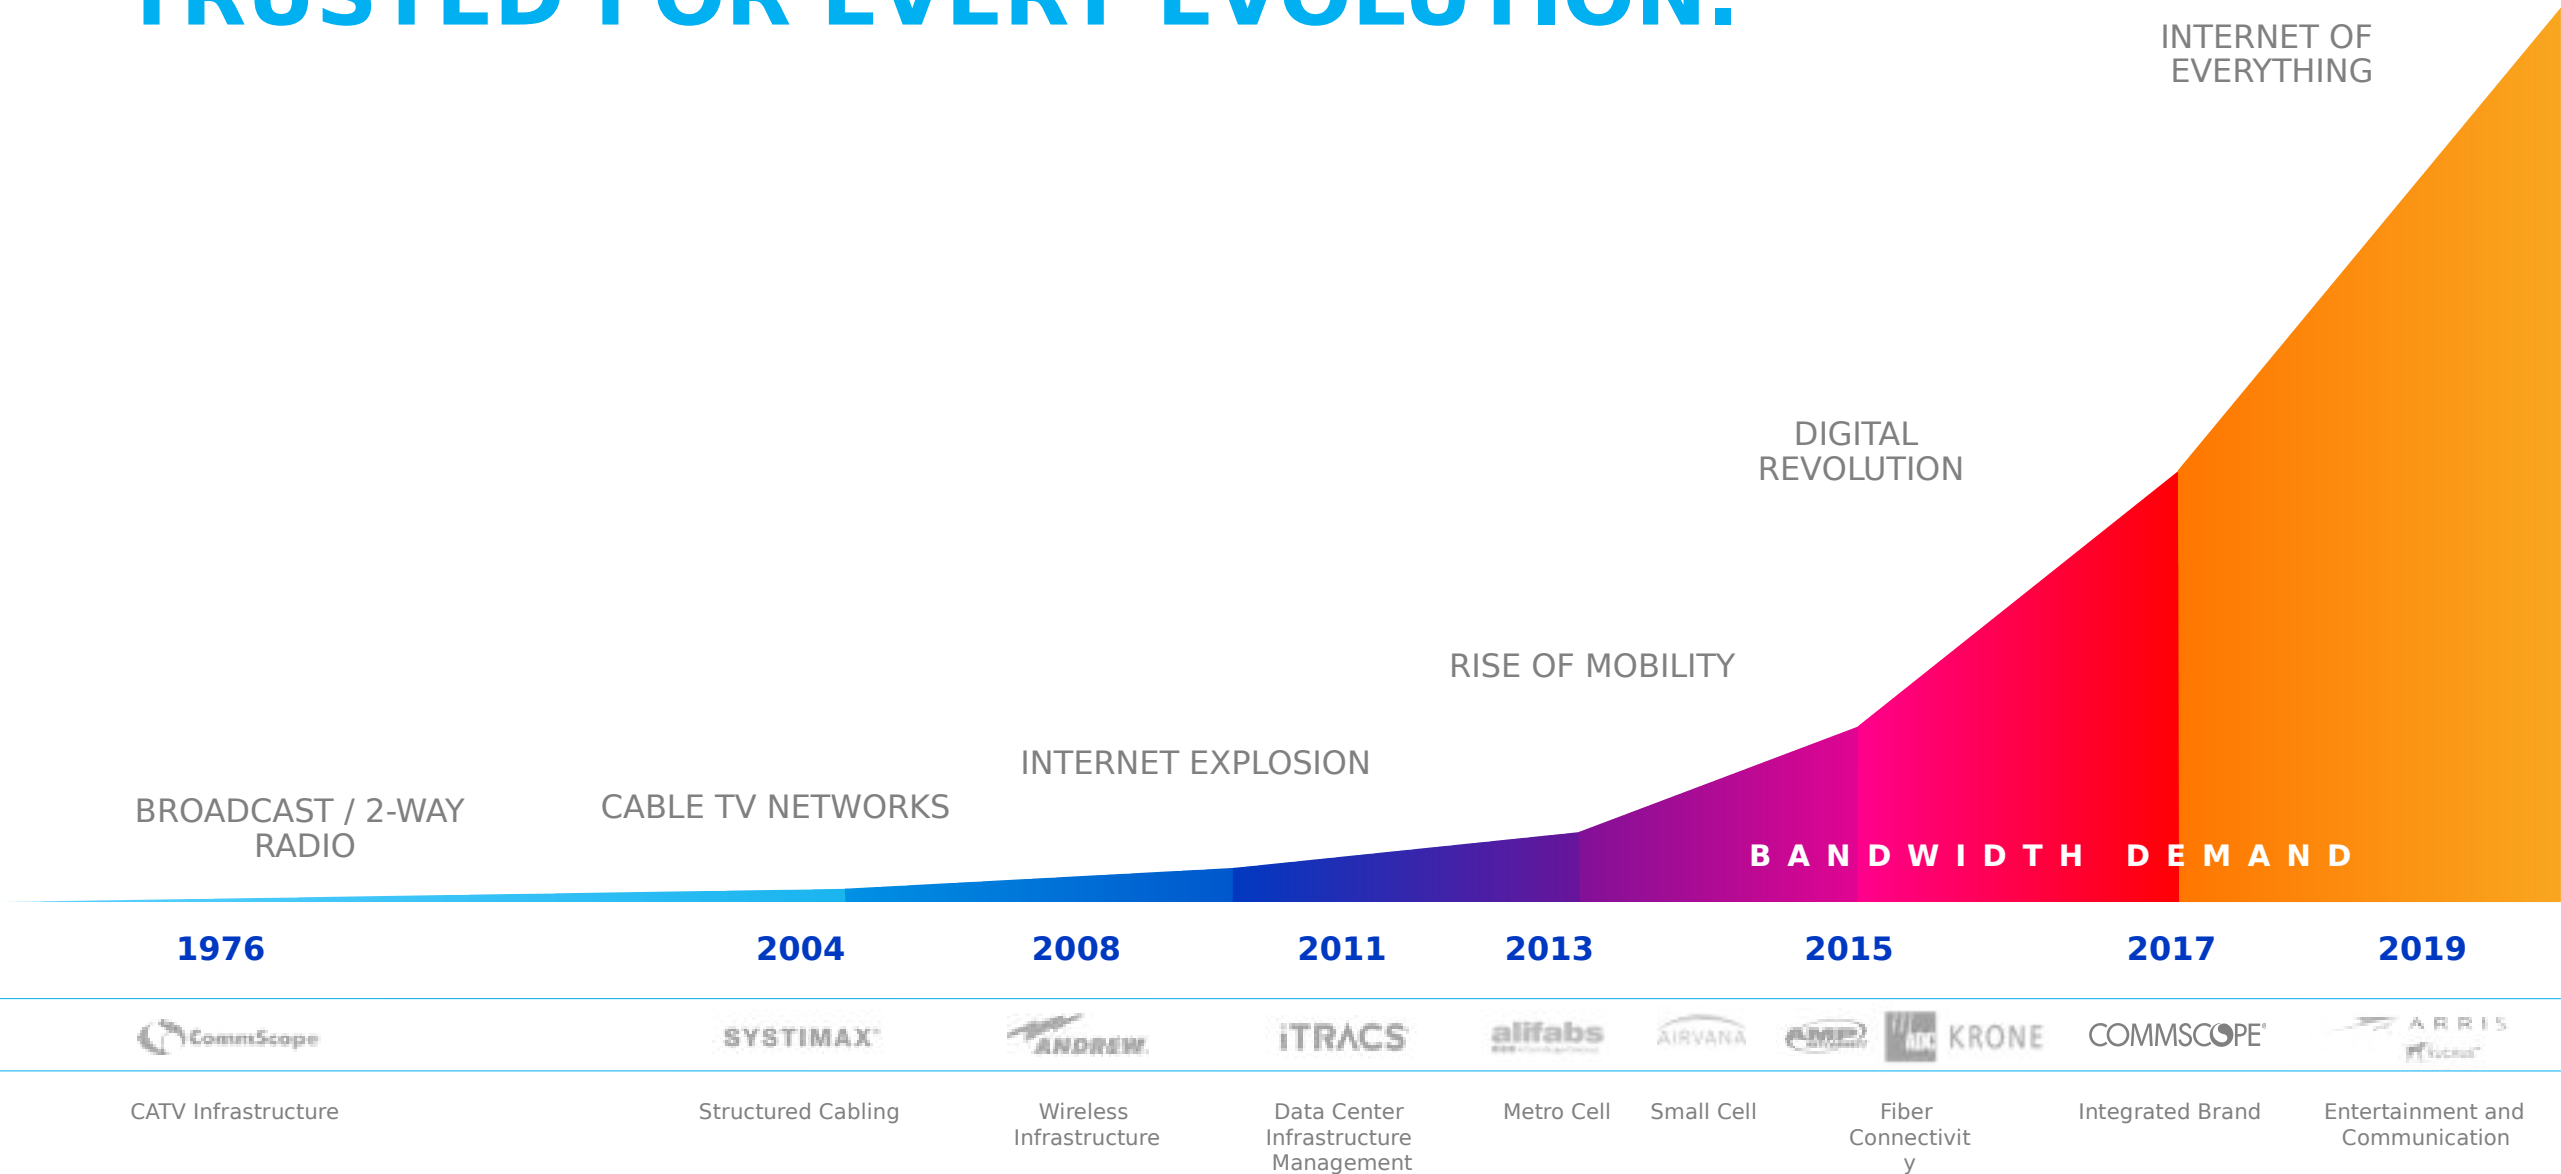 TRUSTED FOR EVERY EVOLUTION.
INTERNET OF
EVERYTHING
DIGITAL
REVOLUTION
RISE OF MOBILITY
INTERNET EXPLOSION
CABLE TV NETWORKS
BROADCAST / 2-WAY
RADIO
BANDWIDTH DEMAND
1976 2004 2008 2011 2013 2015 2017 2019
CommScope SYSTIMAX ANDREW iTRACS alifabs AIRVANA AMP ADC KRONE COMMSCOPE ARRIS
RUCKUS
CATV Infrastructure
Structured Cabling
Wireless
Infrastructure
Data Center
Infrastructure
Management
Metro Cell
Small Cell
Fiber
Connectivit
y
Integrated Brand
Entertainment and
Communication